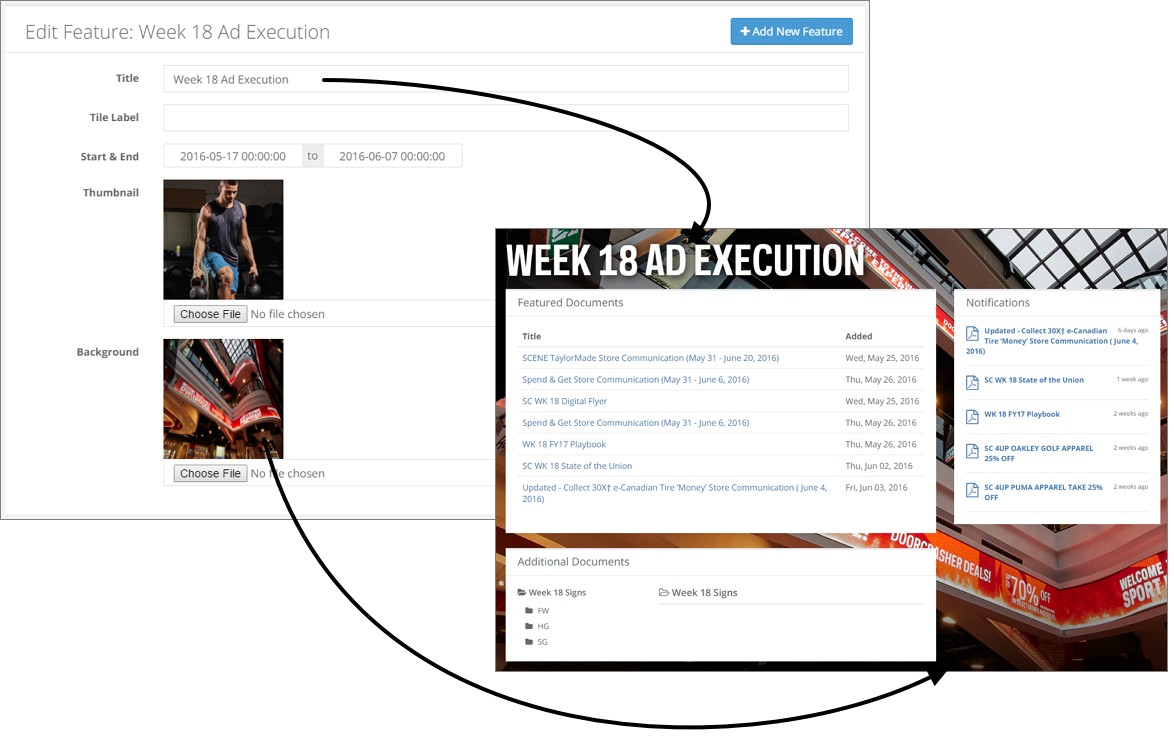 Edit Feature: Week 18 Ad Execution
Add New Feature
Title
Week 18 Ad Execution
Tile Label
Start & End
2016-05-17 00:00:00 to 2016-06-07 00:00:00
Thumbnail
Choose File No file chosen
Background
Choose File No file chosen
WEEK 18 AD EXECUTION
Featured Documents
Title Added
SCENE TaylorMade Store Communication (May 31 - June 20, 2016) Wed, May 25, 2016
Spend & Get Store Communication (May 31 - June 6, 2016) Thu, May 26, 2016
SC WK 18 Digital Flyer Wed, May 25, 2016
Spend & Get Store Communication (May 31 - June 6, 2016) Thu, May 26, 2016
WK 18 FY17 Playbook Thu, May 26, 2016
SC WK 18 State of the Union Thu, Jun 02, 2016
Updated - Collect 30X† e-Canadian Tire ‘Money’ Store Communication ( June 4, Fri, Jun 03, 2016
2016)
Notifications
Updated - Collect 30X† e-Canadian 6 days ago
Tire ‘Money’ Store Communication ( June 4,
2016)
SC WK 18 State of the Union 1 week ago
WK 18 FY17 Playbook 2 weeks ago
SC 4UP OAKLEY GOLF APPAREL 2 weeks ago
25% OFF
SC 4UP PUMA APPAREL TAKE 25% 2 weeks ago
OFF
Additional Documents
Week 18 Signs
FW
HG
SG
Week 18 Signs
WELCOME TO THE
SPORT EXPER
DOORCRASHER DEALS!
70% OFF
WELCOME
SPORT